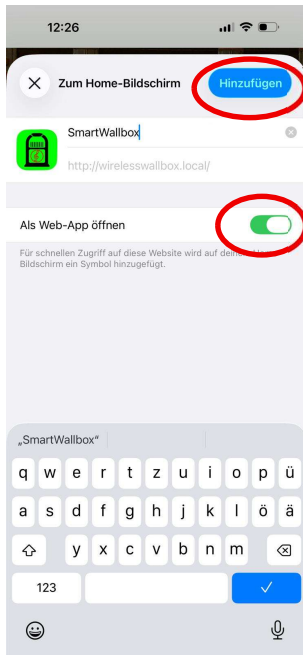 12:26
Zum Home-Bildschirm
Hinzufügen
SmartWallbox
http://wirelesswallbox.local/
Als Web-App öffnen
Für schnellen Zugriff auf diese Website wird auf deinem
Bildschirm ein Symbol hinzugefügt.
„SmartWallbox“
q w e r t z u i o p ü
a s d f g h j k l ö ä
y x c v b n m
123